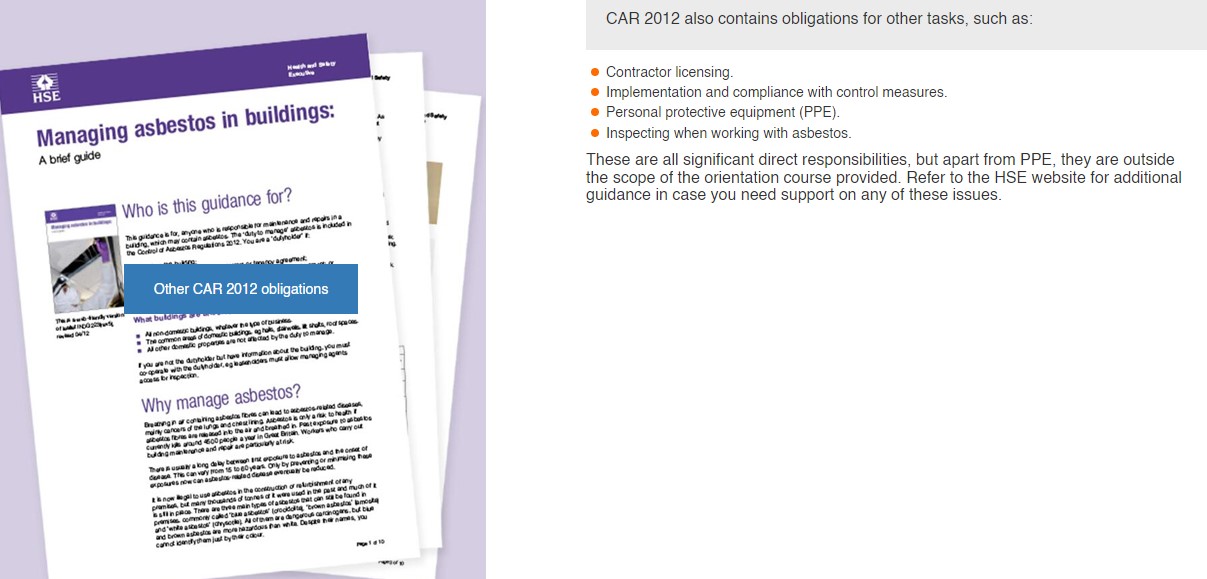 HSE
Health and Safety
Executive
Managing asbestos in buildings:
A brief guide
Who is this guidance for?
This guidance is for, anyone who is responsible for maintenance and repairs in a
building, which may contain asbestos. The 'duty to manage' asbestos is included in
the Control of Asbestos Regulations 2012. You are a 'dutyholder' if:
tenancy agreement;
Managing asbestos in buildings:
This is a web-friendly version
revised 04/12
Other CAR 2012 obligations
What buildings are
All non-domestic buildings, whatever the type of business.
The common areas of domestic buildings, eg halls, stairwells, lift shafts, roof spaces.
All other domestic properties are not affected by the duty to manage.
If you are not the dutyholder but have information about the building, you must
co-operate with the dutyholder, eg leaseholders must allow managing agents
access for inspection.
Why manage asbestos?
Breathing in air containing asbestos fibres can lead to asbestos-related diseases,
mainly cancers of the lungs and chest lining. Asbestos is only a risk to health if
asbestos fibres are released into the air and breathed in. Past exposure to asbestos
currently kills around 4500 people a year in Great Britain. Workers who carry out
building maintenance and repair are particularly at risk.
There is usually a long delay between first exposure to asbestos and the onset of
disease. This can vary from 15 to 60 years. Only by preventing or minimising these
exposures now can asbestos-related disease eventually be reduced.
It is now illegal to use asbestos in the construction or refurbishment of any
premises, but many thousands of tonnes of it were used in the past and much of it
is still in place. There are three main types of asbestos that can still be found in
premises, commonly called 'blue asbestos' (crocidolite), 'brown asbestos' (amosite)
and 'white asbestos' (chrysotile). All of them are dangerous carcinogens, but blue
and brown asbestos are more hazardous than white. Despite their names, you
cannot identify them just by their colour.
Page 1 of 10
CAR 2012 also contains obligations for other tasks, such as:
Contractor licensing.
Implementation and compliance with control measures.
Personal protective equipment (PPE).
Inspecting when working with asbestos.
These are all significant direct responsibilities, but apart from PPE, they are outside
the scope of the orientation course provided. Refer to the HSE website for additional
guidance in case you need support on any of these issues.